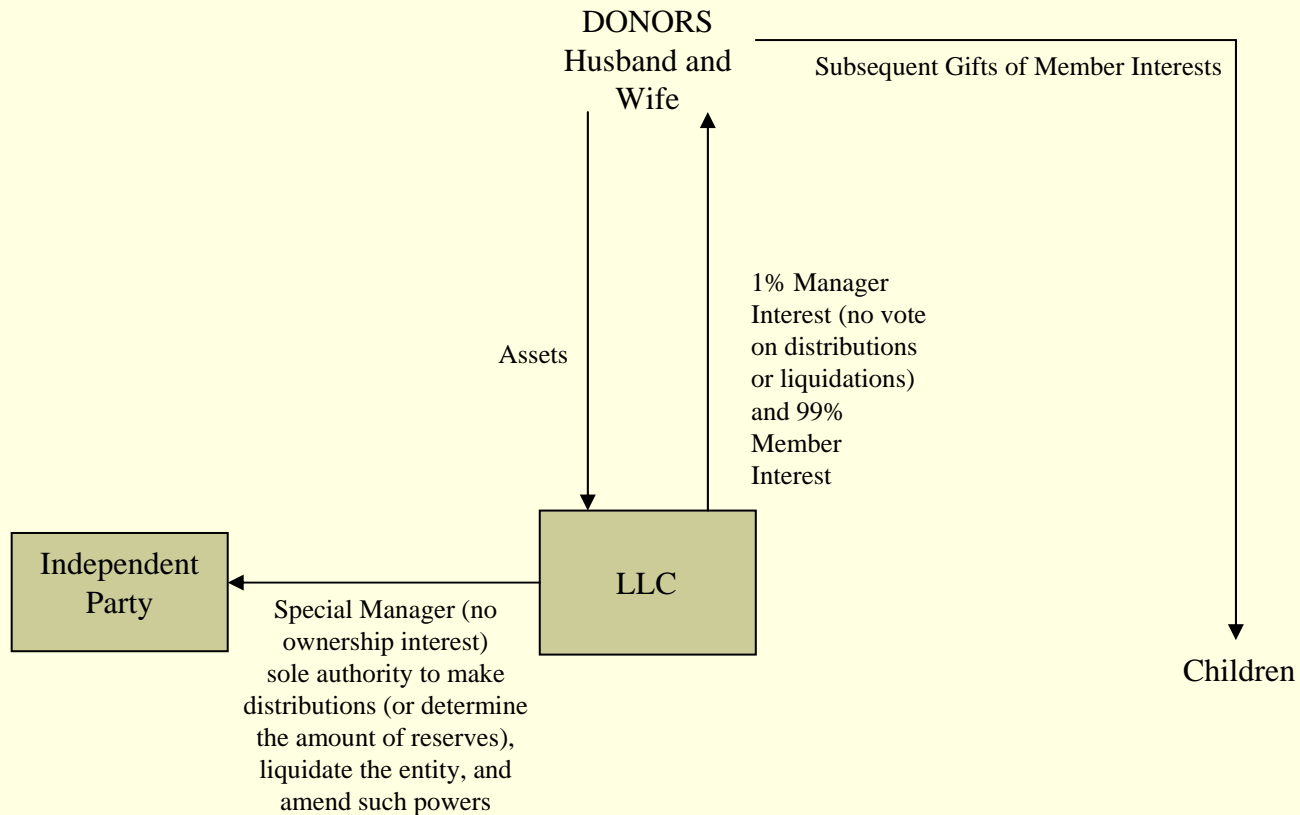 DONORS
Husband and
Wife
Subsequent Gifts of Member Interests
Assets
1% Manager
Interest (no vote
on distributions
or liquidations)
and 99%
Member
Interest
Independent
Party
LLC
Special Manager (no
ownership interest)
sole authority to make
distributions (or determine
the amount of reserves),
liquidate the entity, and
amend such powers
Children